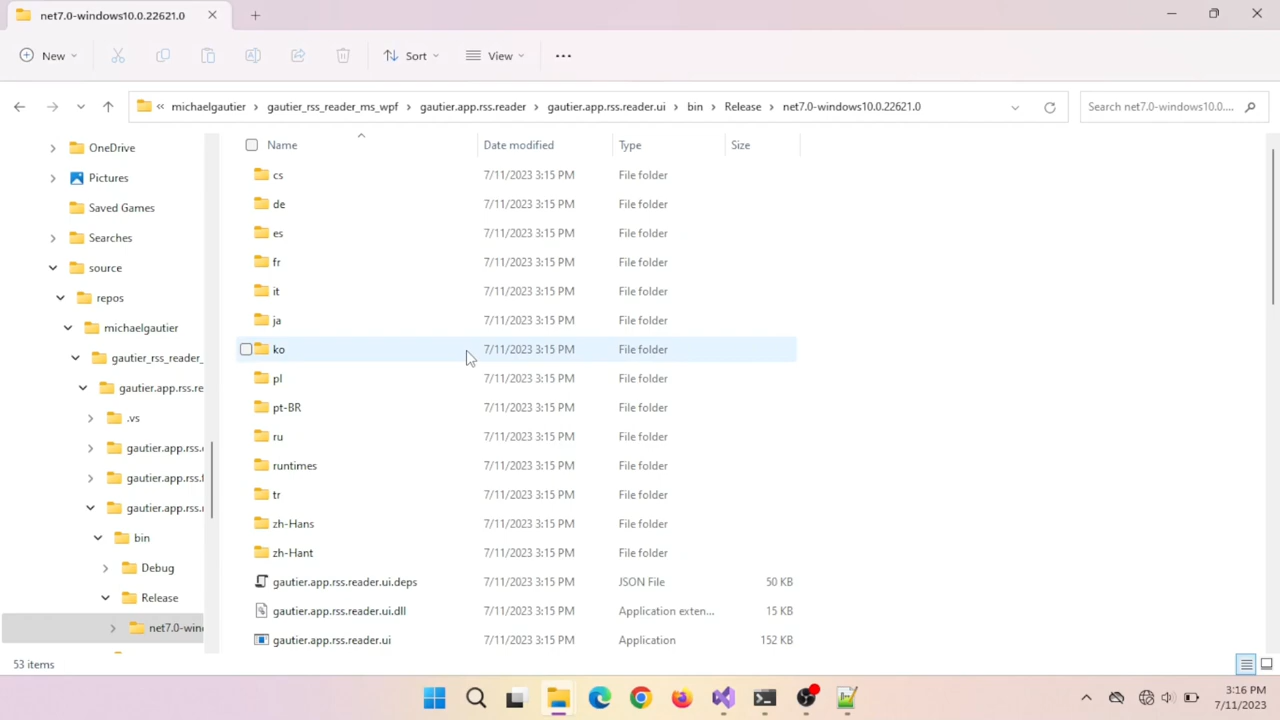 net7.0-windows10.0.22621.0
New
Sort
View
« michaelgautier > gautier_rss_reader_ms_wpf > gautier.app.rss.reader > gautier.app.rss.reader.ui > bin > Release > net7.0-windows10.0.22621.0
Search net7.0-windows10.0....
OneDrive
Pictures
Saved Games
Searches
source
repos
michaelgautier
gautier_rss_reader_
gautier.app.rss.re
.vs
gautier.app.rss.
gautier.app.rss.f
gautier.app.rss.
bin
Debug
Release
net7.0-win
Name Date modified Type Size
cs 7/11/2023 3:15 PM File folder
de 7/11/2023 3:15 PM File folder
es 7/11/2023 3:15 PM File folder
fr 7/11/2023 3:15 PM File folder
it 7/11/2023 3:15 PM File folder
ja 7/11/2023 3:15 PM File folder
ko 7/11/2023 3:15 PM File folder
pl 7/11/2023 3:15 PM File folder
pt-BR 7/11/2023 3:15 PM File folder
ru 7/11/2023 3:15 PM File folder
runtimes 7/11/2023 3:15 PM File folder
tr 7/11/2023 3:15 PM File folder
zh-Hans 7/11/2023 3:15 PM File folder
zh-Hant 7/11/2023 3:15 PM File folder
gautier.app.rss.reader.ui.deps 7/11/2023 3:15 PM JSON File 50 KB
gautier.app.rss.reader.ui.dll 7/11/2023 3:15 PM Application exten... 15 KB
gautier.app.rss.reader.ui 7/11/2023 3:15 PM Application 152 KB
53 items
3:16 PM
7/11/2023